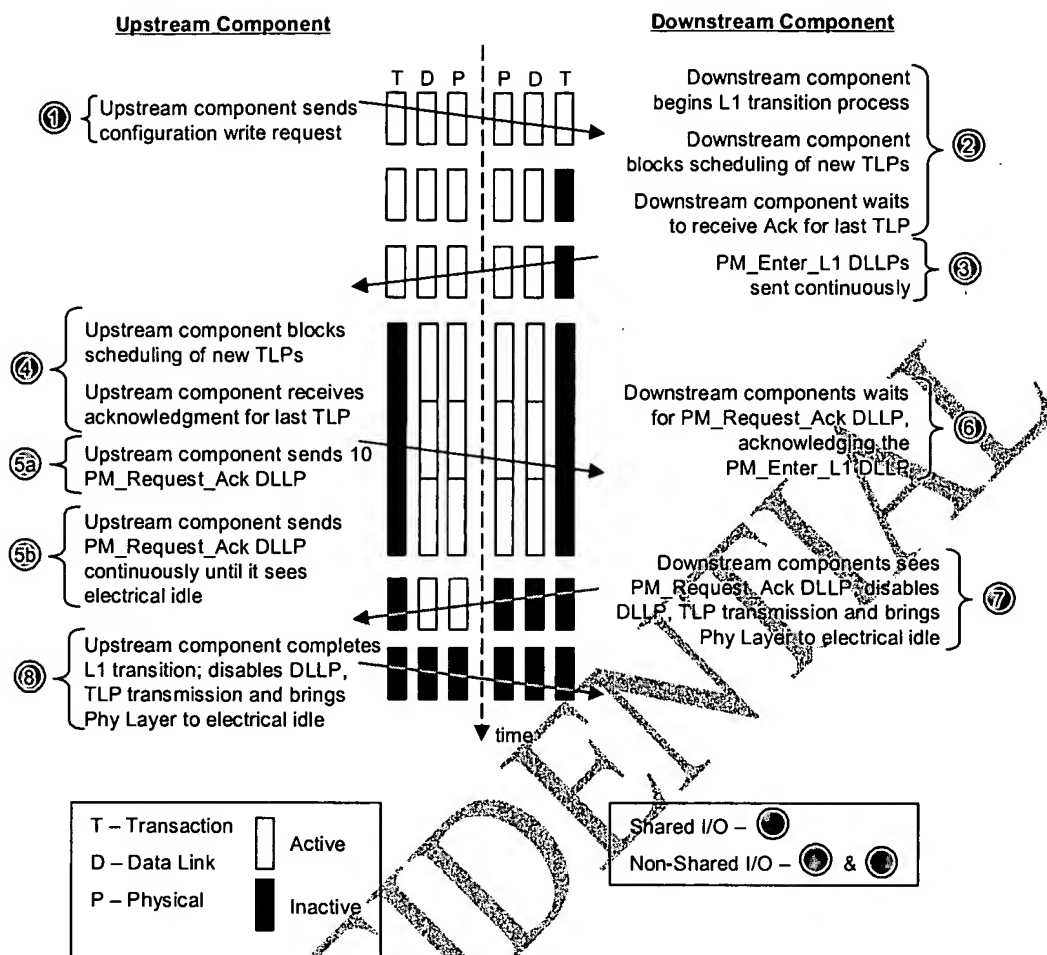 Upstream Component
Downstream Component
T D P P D T
1
Upstream component sends
configuration write request
Downstream component
begins L1 transition process
Downstream component
blocks scheduling of new TLPs
Downstream component waits
to receive Ack for last TLP
2
PM_Enter_L1 DLLPs
sent continuously
3
4
Upstream component blocks
scheduling of new TLPs
Upstream component receives
acknowledgment for last TLP
5a
Upstream component sends 10
PM_Request_Ack DLLP
Downstream components waits
for PM_Request_Ack DLLP,
acknowledging the
PM_Enter_L1 DLLP
6
5b
Upstream component sends
PM_Request_Ack DLLP
continuously until it sees
electrical idle
Downstream components sees
PM_Request_Ack DLLP, disables
DLLP, TLP transmission and brings
Phy Layer to electrical idle
7
8
Upstream component completes
L1 transition; disables DLLP,
TLP transmission and brings
Phy Layer to electrical idle
time
T – Transaction
D – Data Link
P – Physical
Active
Inactive
Shared I/O –
Non-Shared I/O – &